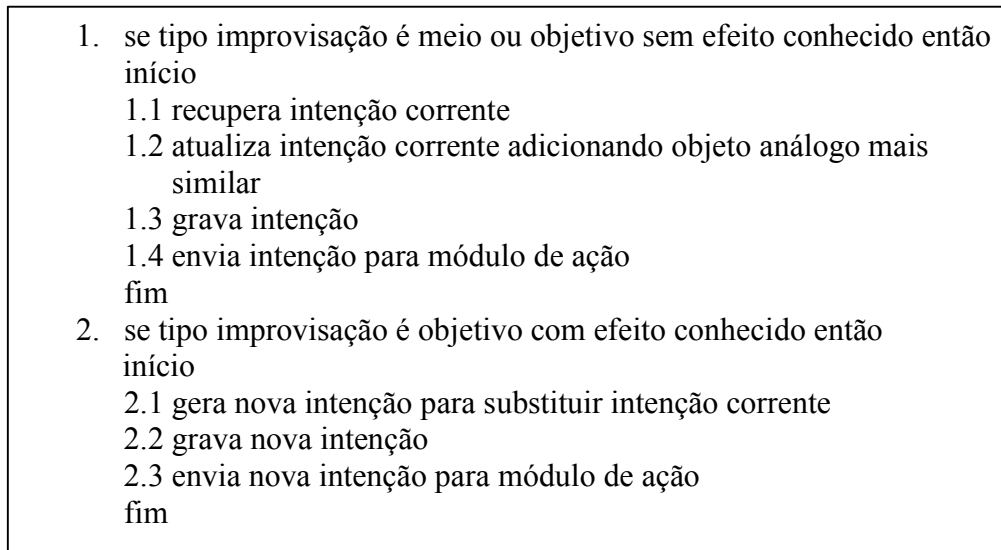 1. se tipo improvisação é meio ou objetivo sem efeito conhecido então
início
1.1 recupera intenção corrente
1.2 atualiza intenção corrente adicionando objeto análogo mais
similar
1.3 grava intenção
1.4 envia intenção para módulo de ação
fim
2. se tipo improvisação é objetivo com efeito conhecido então
início
2.1 gera nova intenção para substituir intenção corrente
2.2 grava nova intenção
2.3 envia nova intenção para módulo de ação
fim